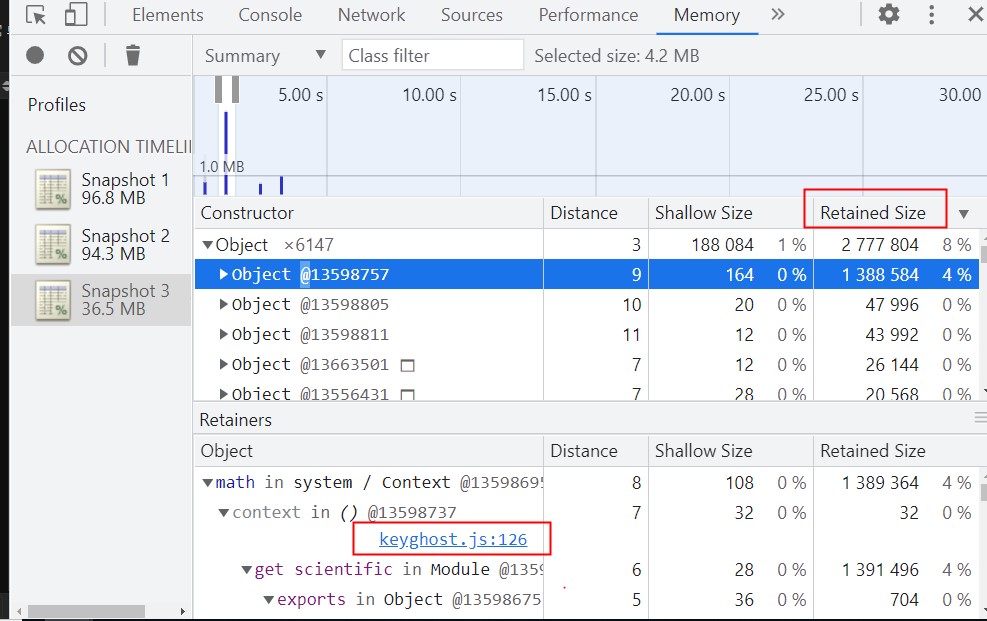 Elements Console Network Sources Performance Memory
Summary ▼ Class filter Selected size: 4.2 MB
Profiles
ALLOCATION TIMELI
Snapshot 1
96.8 MB
Snapshot 2
94.3 MB
Snapshot 3
36.5 MB
5.00 s 10.00 s 15.00 s 20.00 s 25.00 s 30.00
1.0 MB
Constructor Distance Shallow Size Retained Size ▼
▼Object ×6147 3 188 084 1 % 2 777 804 8 %
▶Object @13598757 9 164 0 % 1 388 584 4 %
▶Object @13598805 10 20 0 % 47 996 0 %
▶Object @13598811 11 12 0 % 43 992 0 %
▶Object @13663501 7 12 0 % 26 144 0 %
▶Object @13556431 7 28 0 % 20 568 0 %
Retainers
Object Distance Shallow Size Retained Size
▼math in system / Context @1359869 8 108 0 % 1 389 364 4 %
▼context in () @13598737 7 32 0 % 32 0 %
keyghost.js:126
▼get scientific in Module @1359 6 28 0 % 1 391 496 4 %
▼exports in Object @13598675 5 36 0 % 704 0 %